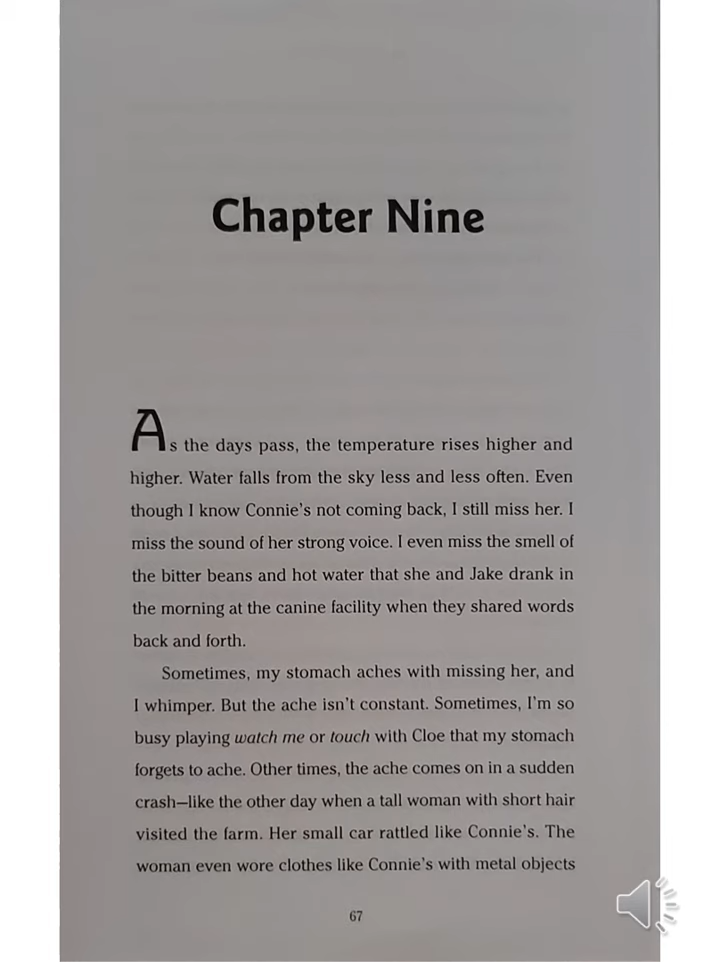 Chapter Nine
As the days pass, the temperature rises higher and
higher. Water falls from the sky less and less often. Even
though I know Connie's not coming back, I still miss her. I
miss the sound of her strong voice. I even miss the smell of
the bitter beans and hot water that she and Jake drank in
the morning at the canine facility when they shared words
back and forth.
Sometimes, my stomach aches with missing her, and
I whimper. But the ache isn't constant. Sometimes, I'm so
busy playing watch me or touch with Cloe that my stomach
forgets to ache. Other times, the ache comes on in a sudden
crash—like the other day when a tall woman with short hair
visited the farm. Her small car rattled like Connie's. The
woman even wore clothes like Connie's with metal objects
67